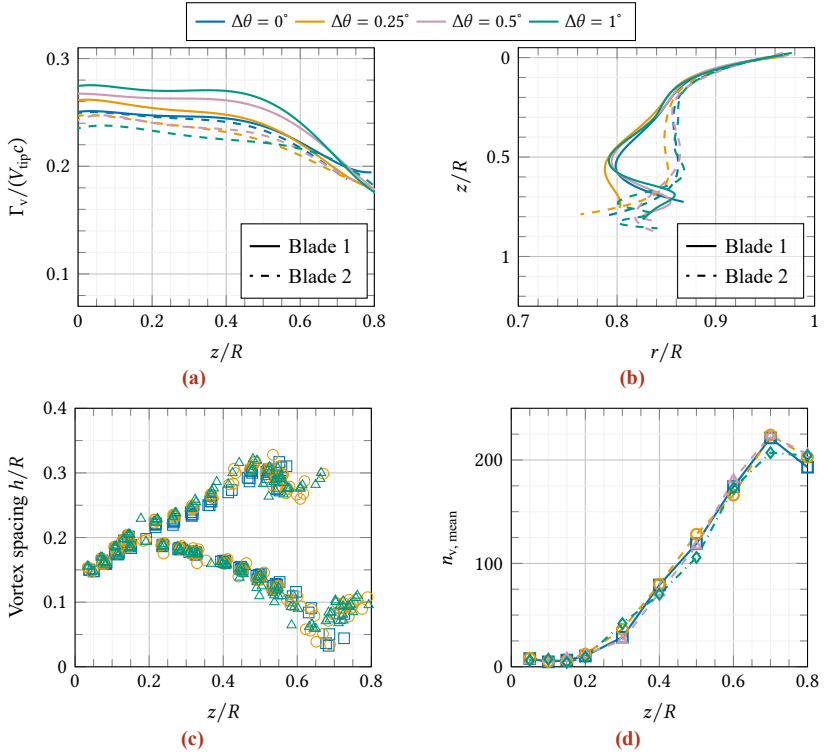 Δθ = 0° Δθ = 0.25° Δθ = 0.5° Δθ = 1°
0.3
0.2
0.1
Γv/(Vtip c)
0 0.2 0.4 0.6 0.8
z/R
Blade 1
Blade 2
(a)
0
0.5
1
z/R
0.7 0.8 0.9 1
r/R
Blade 1
Blade 2
(b)
0.4
0.3
0.2
0.1
0
Vortex spacing h/R
0 0.2 0.4 0.6 0.8
z/R
(c)
200
100
0
nv, mean
0 0.2 0.4 0.6 0.8
z/R
(d)